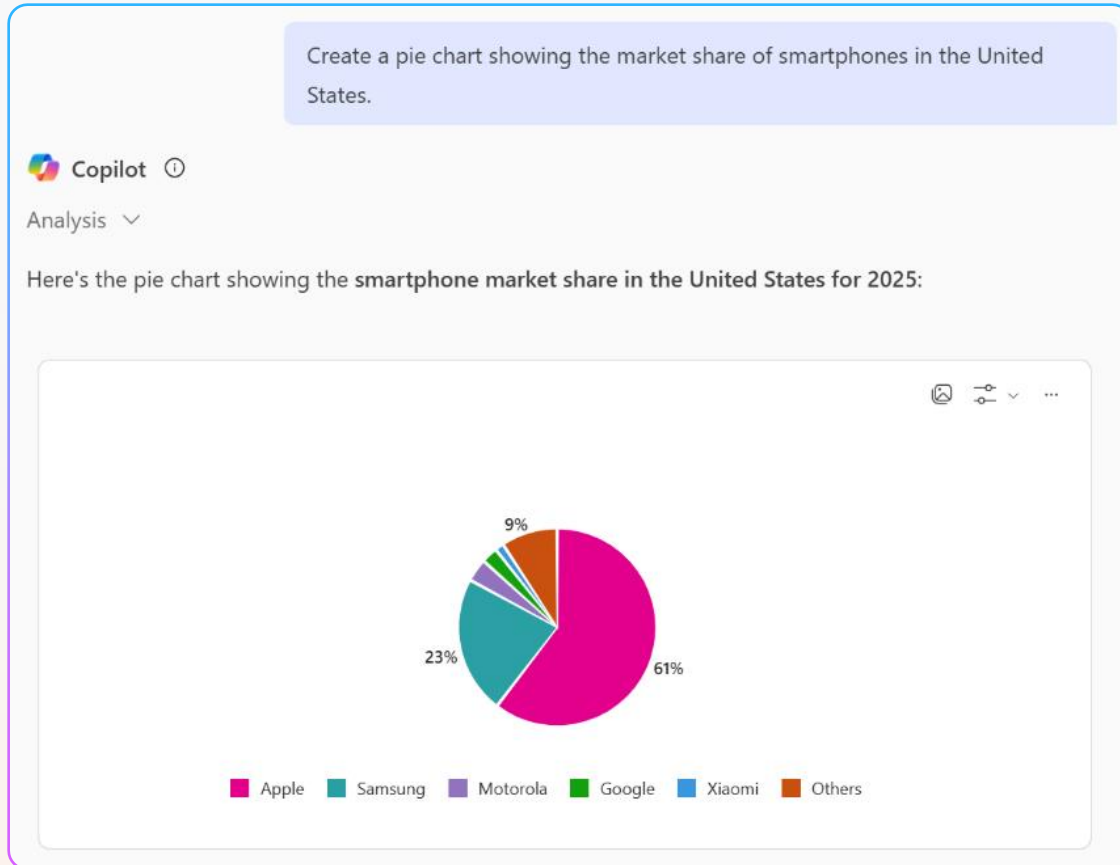 Create a pie chart showing the market share of smartphones in the United
States.
Copilot
Analysis
Here's the pie chart showing the smartphone market share in the United States for 2025:
9%
23%
61%
Apple Samsung Motorola Google Xiaomi Others